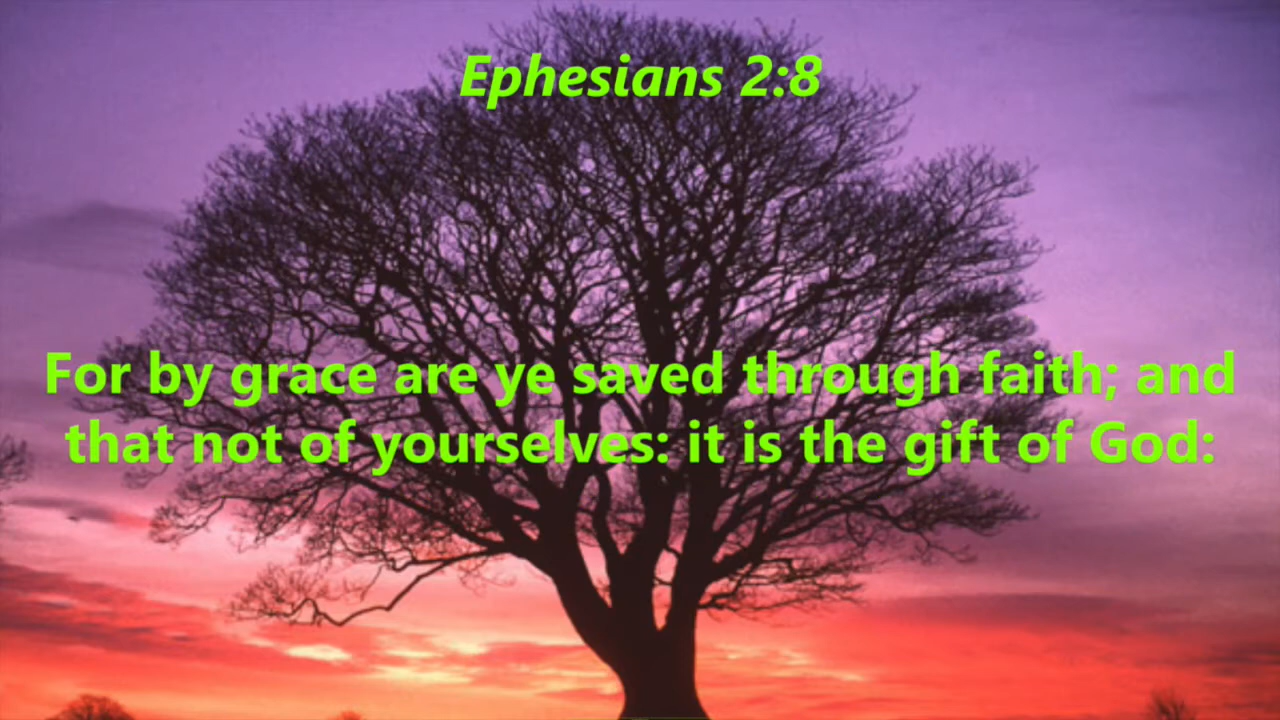 Ephesians 2:8
For by grace are ye saved through faith; and
that not of yourselves: it is the gift of God: